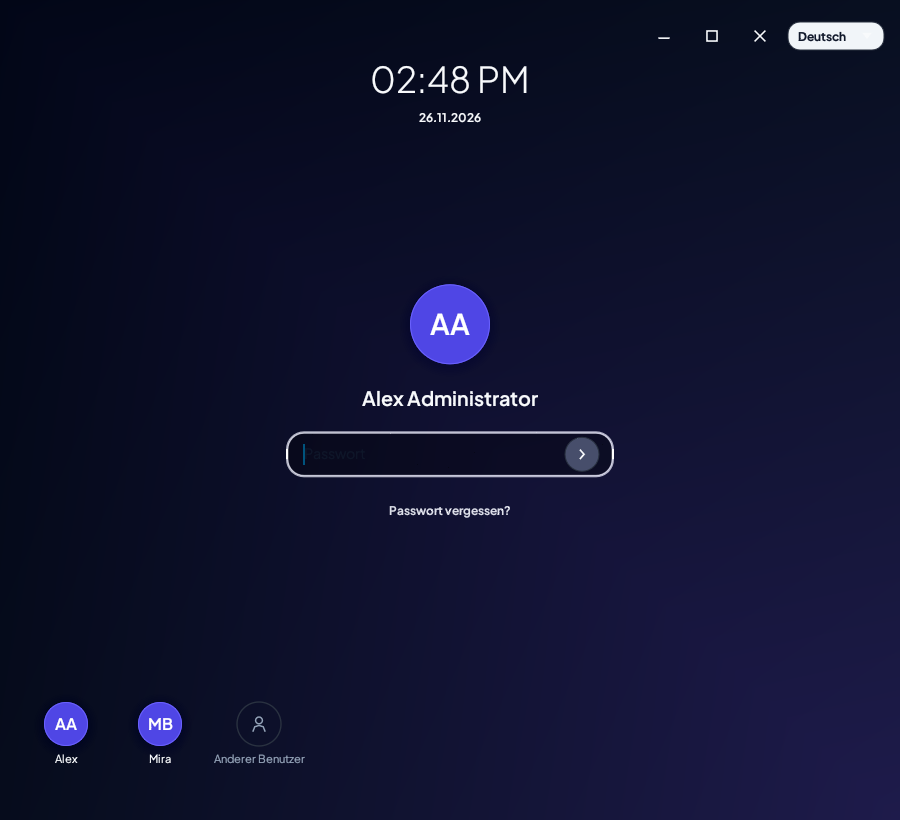 Deutsch
02:48 PM
26.11.2026
AA
Alex Administrator
Passwort
Passwort vergessen?
AA
MB
Alex
Mira
Anderer Benutzer